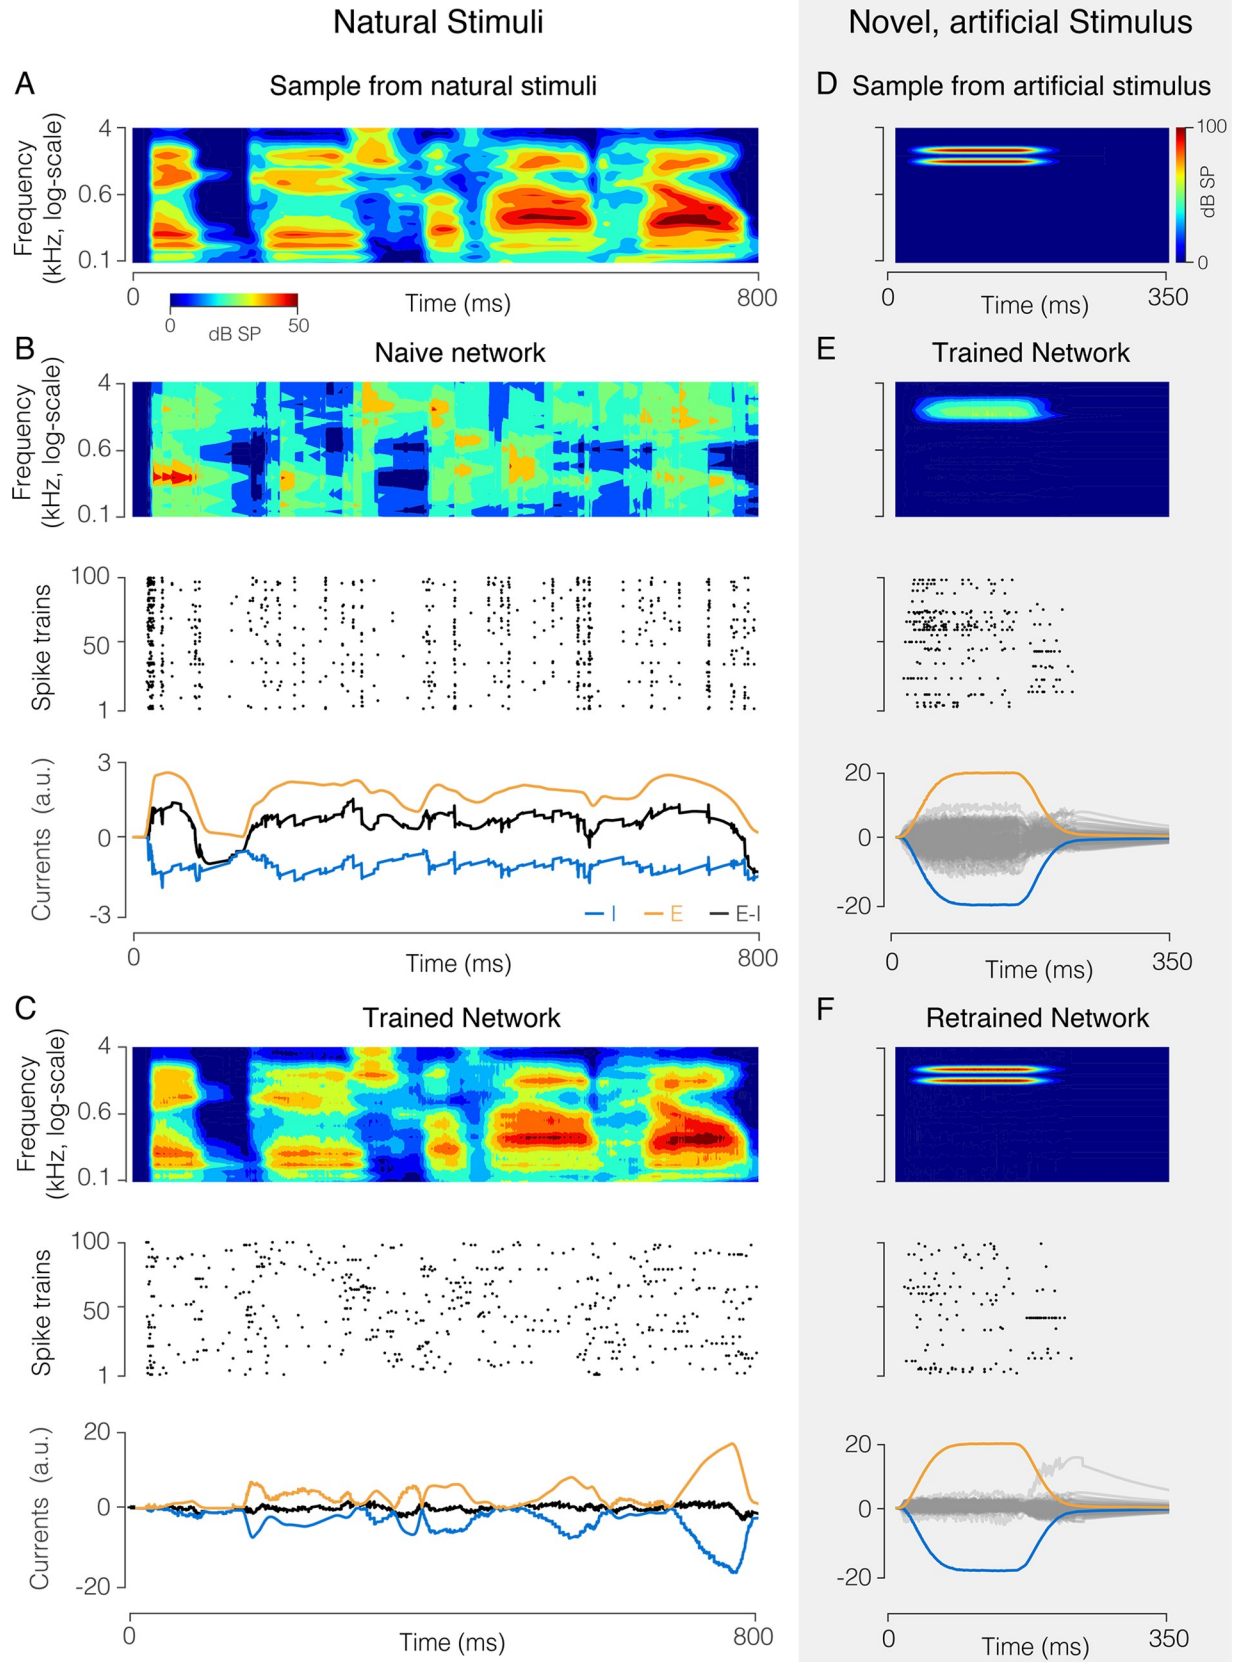 Natural Stimuli
Novel, artificial Stimulus
A
Sample from natural stimuli
Frequency
(kHz, log-scale)
4
0.6
0.1
0
Time (ms)
800
0
50
dB SP
D
Sample from artificial stimulus
100
dB SP
0
0
Time (ms)
350
B
Naive network
Frequency
(kHz, log-scale)
4
0.6
0.1
Spike trains
100
50
1
Currents (a.u.)
3
0
-3
I
E
E-I
0
Time (ms)
800
E
Trained Network
20
0
-20
0
Time (ms)
350
C
Trained Network
Frequency
(kHz, log-scale)
4
0.6
0.1
Spike trains
100
50
1
Currents (a.u.)
20
0
-20
0
Time (ms)
800
F
Retrained Network
20
0
-20
0
Time (ms)
350